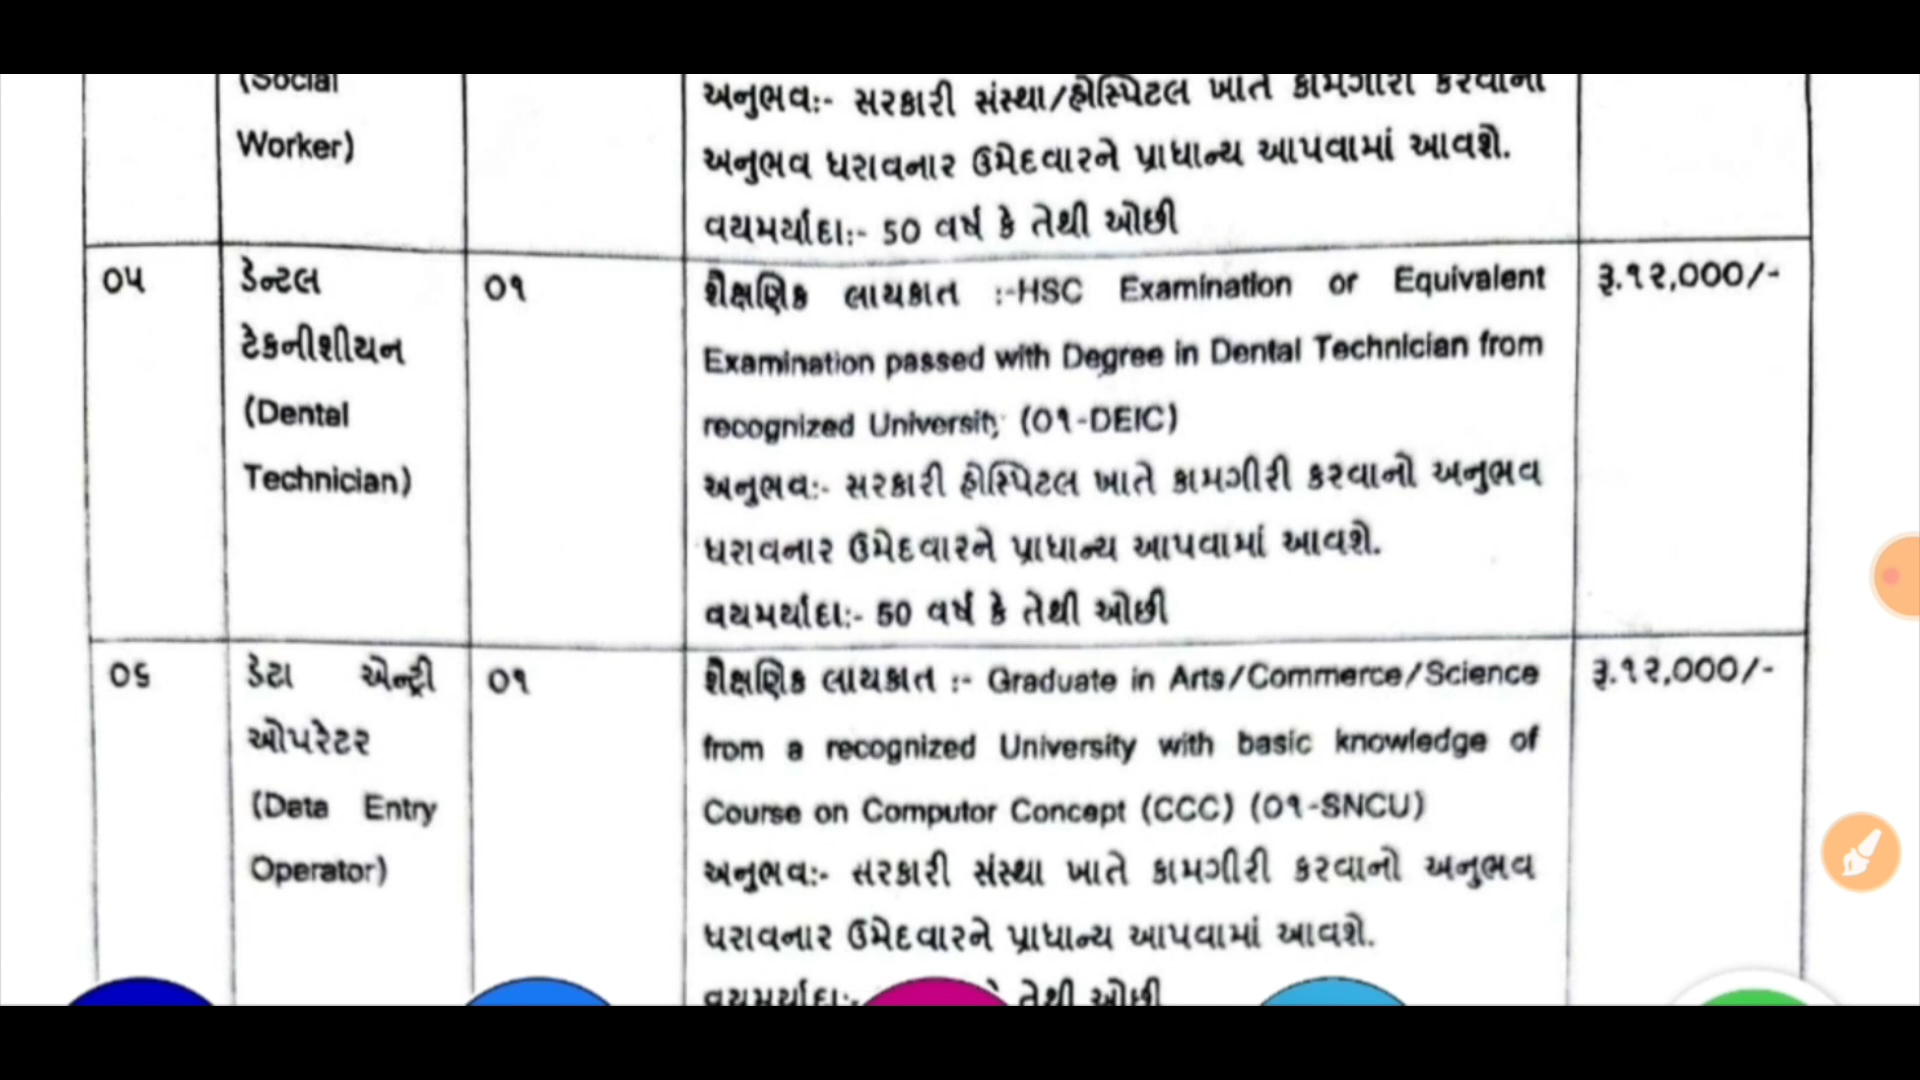 (Social
Worker)
અનુભવ:- સરકારી સંસ્થા/હોસ્પિટલ ખાતે કામગીરી કરવાનો
અનુભવ ધરાવનાર ઉમેદવારને પ્રાધાન્ય આપવામાં આવશે.
વયમર્યાદા:- 50 વર્ષ કે તેથી ઓછી
૦૫
ડેન્ટલ
ટેકનીશીયન
(Dental
Technician)
૦૧
શૈક્ષણિક લાયકાત :-HSC Examination or Equivalent
Examination passed with Degree in Dental Technician from
recognized University (૦૧-DEIC)
અનુભવ:- સરકારી હોસ્પિટલ ખાતે કામગીરી કરવાનો અનુભવ
ધરાવનાર ઉમેદવારને પ્રાધાન્ય આપવામાં આવશે.
વયમર્યાદા:- 50 વર્ષ કે તેથી ઓછી
રૂ.૧૨,૦૦૦/-
૦૬
ડેટા એન્ટ્રી
ઓપરેટર
(Data Entry
Operator)
૦૧
શૈક્ષણિક લાયકાત :- Graduate in Arts/Commerce/Science
from a recognized University with basic knowledge of
Course on Computor Concept (CCC) (૦૧-SNCU)
અનુભવ:- સરકારી સંસ્થા ખાતે કામગીરી કરવાનો અનુભવ
ધરાવનાર ઉમેદવારને પ્રાધાન્ય આપવામાં આવશે.
વયમર્યાદા:- તેથી ઓછી
રૂ.૧૨,૦૦૦/-